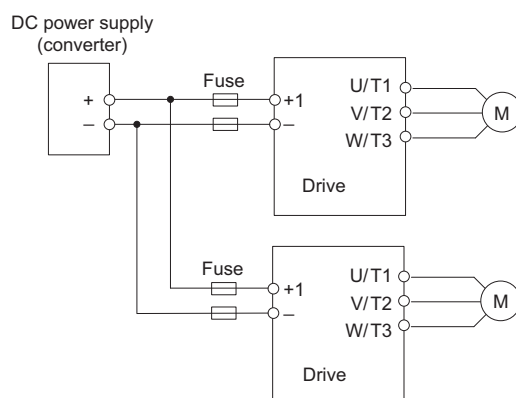 DC power supply
(converter)
Fuse
+
+1
–
–
U/T1
V/T2
W/T3
M
Drive
Fuse
+1
–
U/T1
V/T2
W/T3
M
Drive